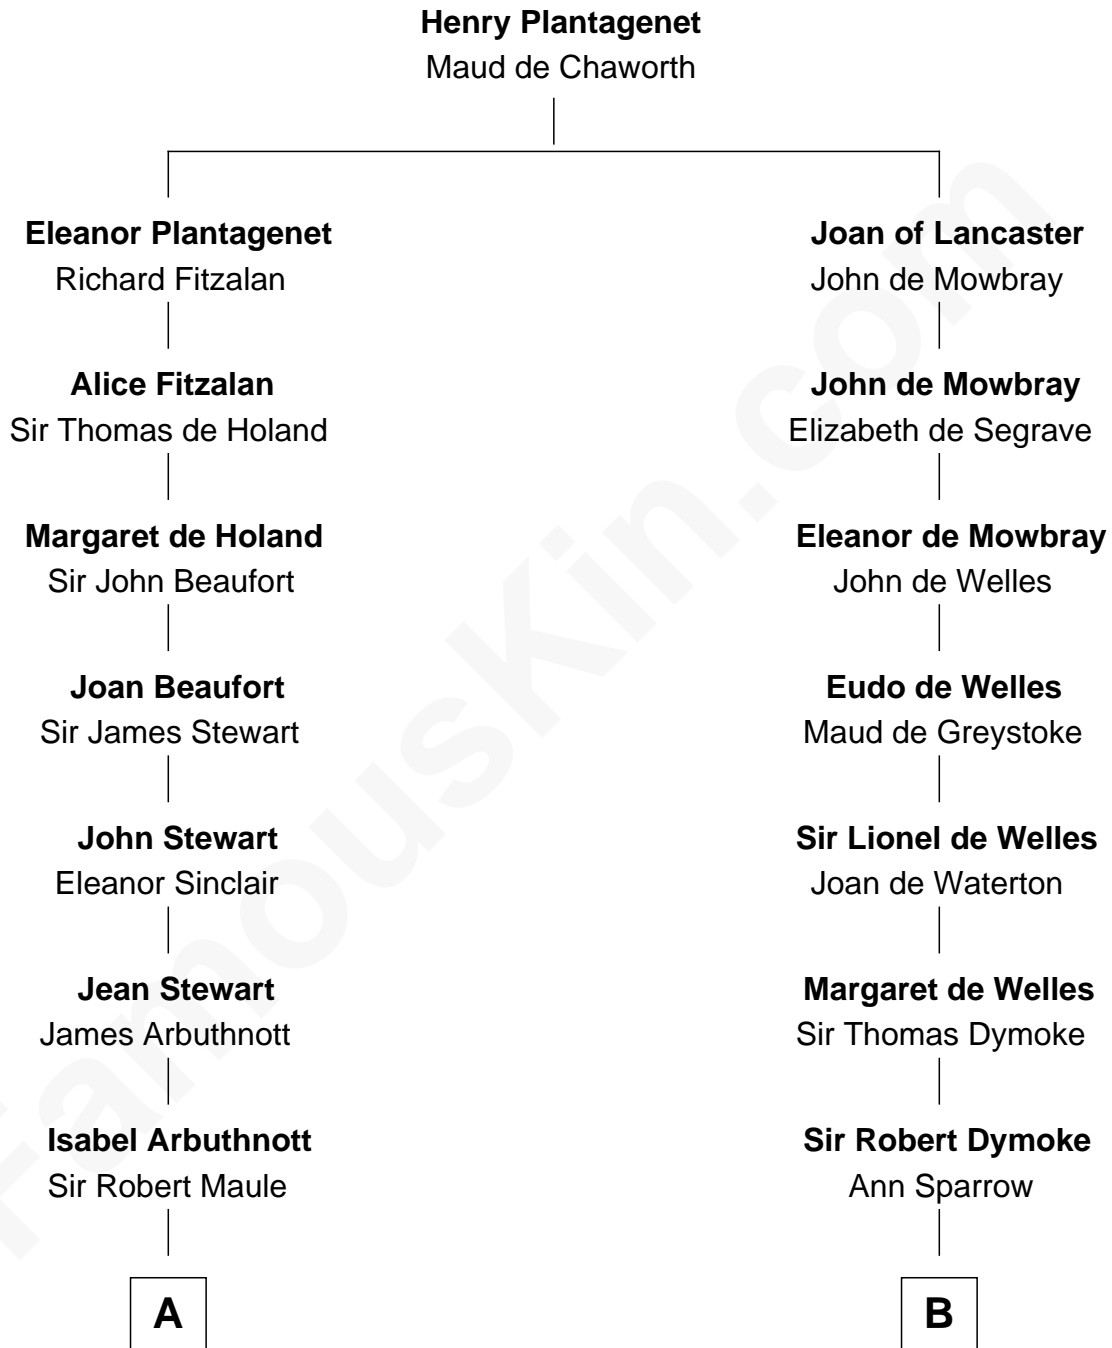 Henry Plantagenet
Maud de Chaworth
Eleanor Plantagenet
Richard Fitzalan
Alice Fitzalan
Sir Thomas de Holand
Margaret de Holand
Sir John Beaufort
Joan Beaufort
Sir James Stewart
John Stewart
Eleanor Sinclair
Jean Stewart
James Arbuthnott
Isabel Arbuthnott
Sir Robert Maule
A
Joan of Lancaster
John de Mowbray
John de Mowbray
Elizabeth de Segrave
Eleanor de Mowbray
John de Welles
Eudo de Welles
Maud de Greystoke
Sir Lionel de Welles
Joan de Waterton
Margaret de Welles
Sir Thomas Dymoke
Sir Robert Dymoke
Ann Sparrow
B
FamousKin.com